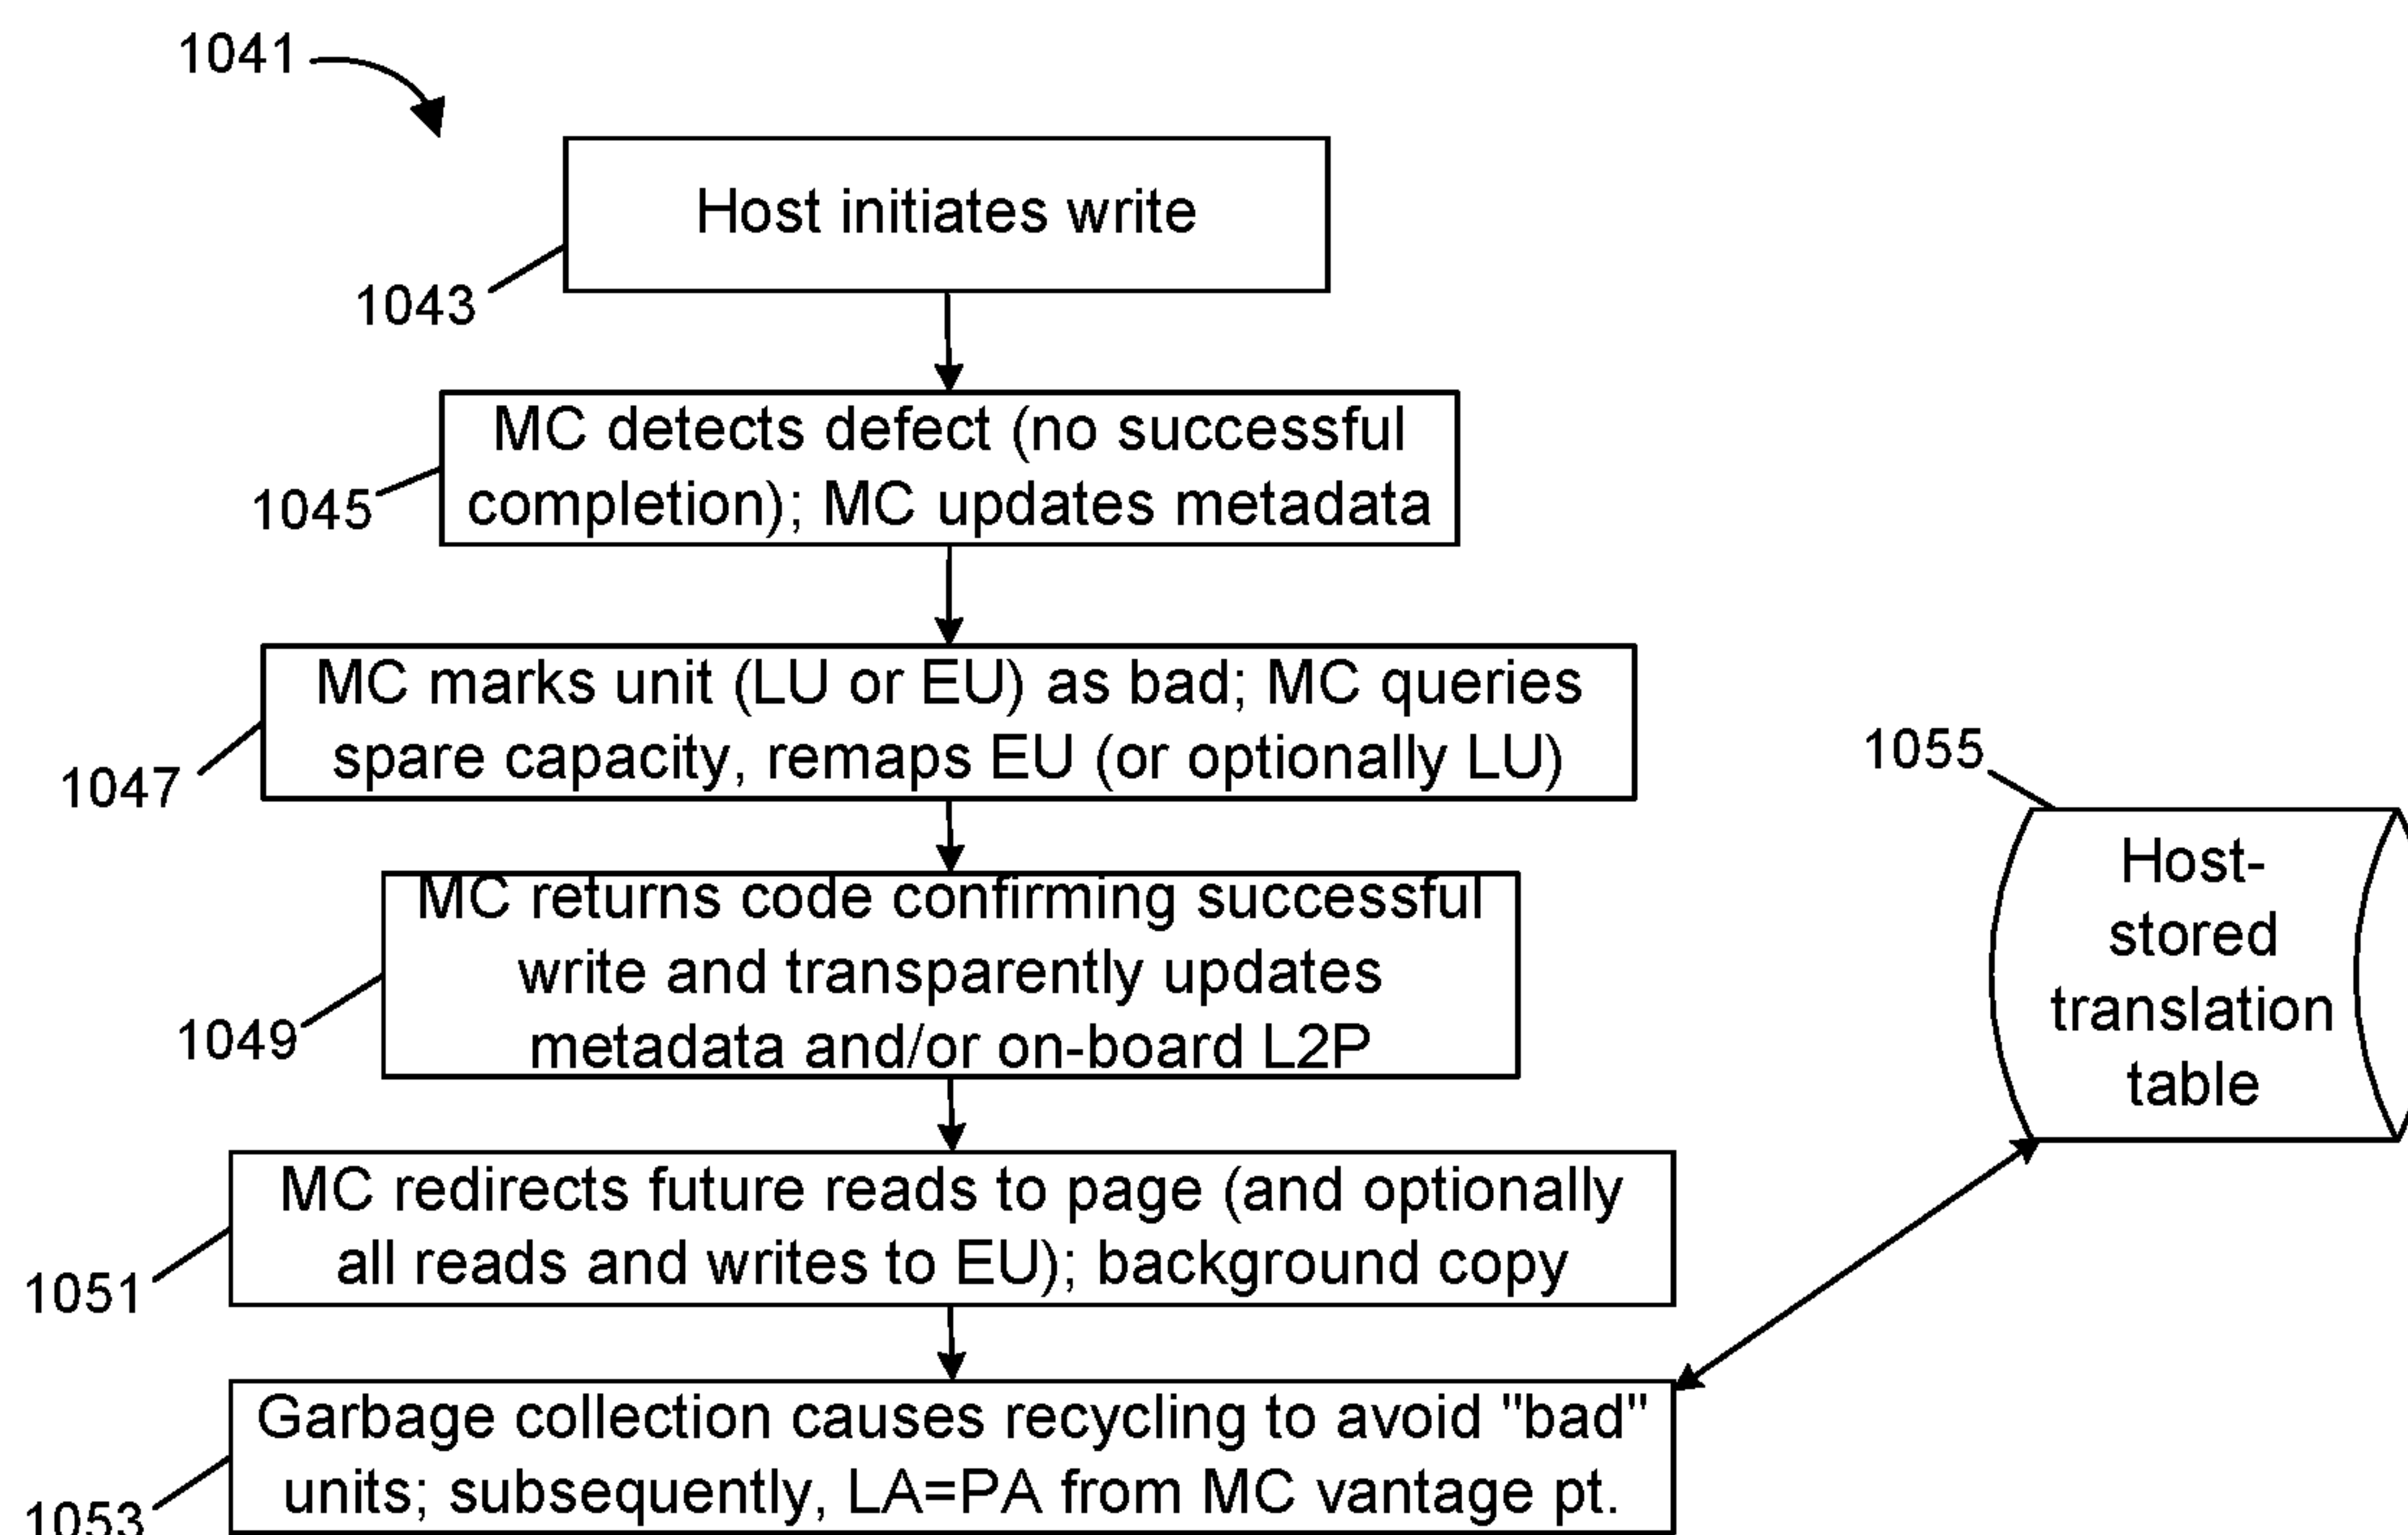 1041
Host initiates write
1043
MC detects defect (no successful
completion); MC updates metadata
1045
MC marks unit (LU or EU) as bad; MC queries
spare capacity, remaps EU (or optionally LU)
1047
1055
Host-
stored
translation
table
MC returns code confirming successful
write and transparently updates
metadata and/or on-board L2P
1049
MC redirects future reads to page (and optionally
all reads and writes to EU); background copy
1051
Garbage collection causes recycling to avoid "bad"
units; subsequently, LA=PA from MC vantage pt.
1053